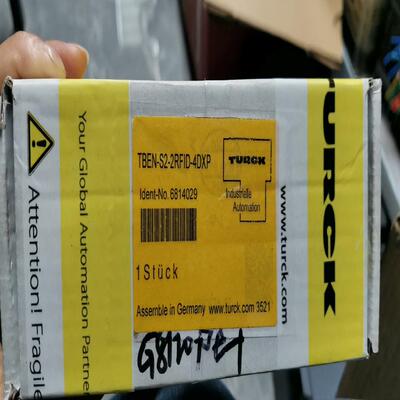 TBEN-S2-2RFID-4DXP
Ident-No. 6814029
TURCK
Industrielle
Automation
1 Stück
Assemble in Germany www.turck.com 3521
Your Global Automation Partner
Attention! Fragile
www.turck.com
TURCK